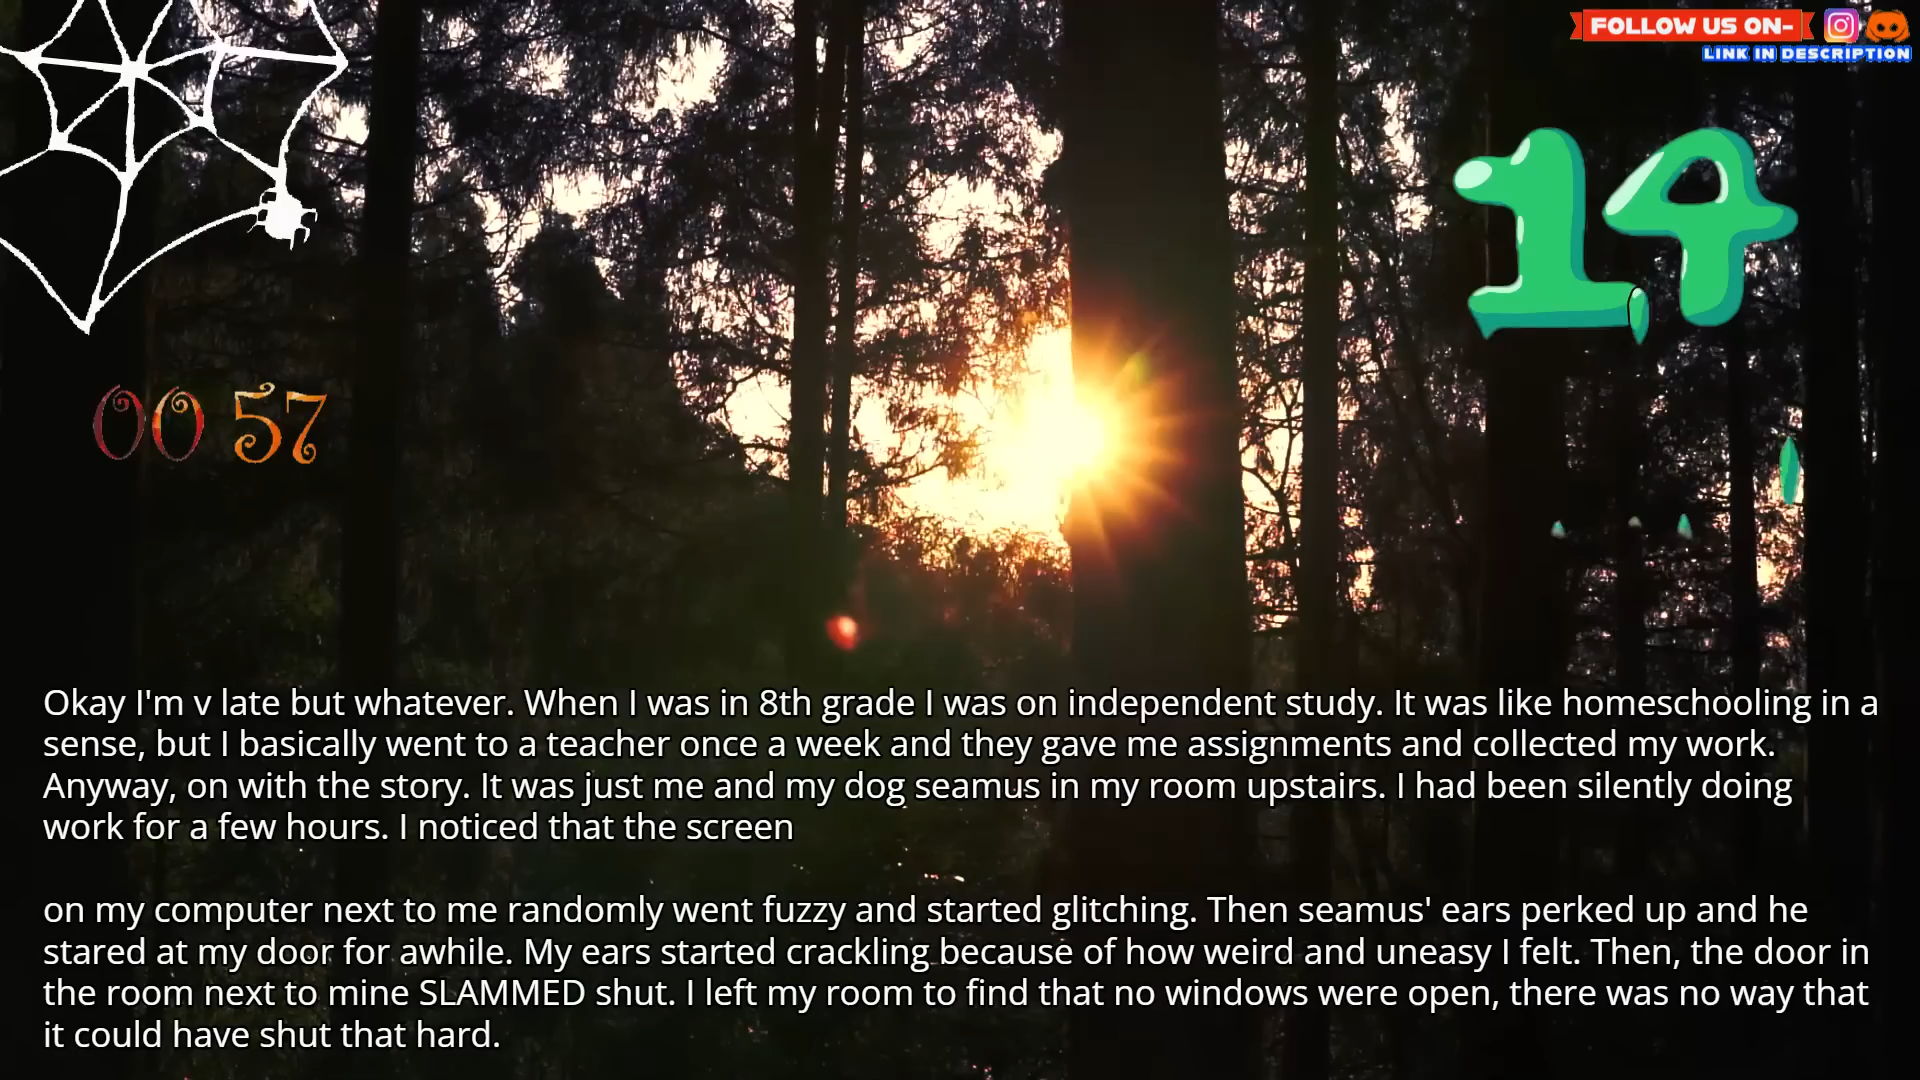 FOLLOW US ON-
LINK IN DESCRIPTION
14
00 57
Okay I'm v late but whatever. When I was in 8th grade I was on independent study. It was like homeschooling in a
sense, but I basically went to a teacher once a week and they gave me assignments and collected my work.
Anyway, on with the story. It was just me and my dog seamus in my room upstairs. I had been silently doing
work for a few hours. I noticed that the screen
on my computer next to me randomly went fuzzy and started glitching. Then seamus' ears perked up and he
stared at my door for awhile. My ears started crackling because of how weird and uneasy I felt. Then, the door in
the room next to mine SLAMMED shut. I left my room to find that no windows were open, there was no way that
it could have shut that hard.